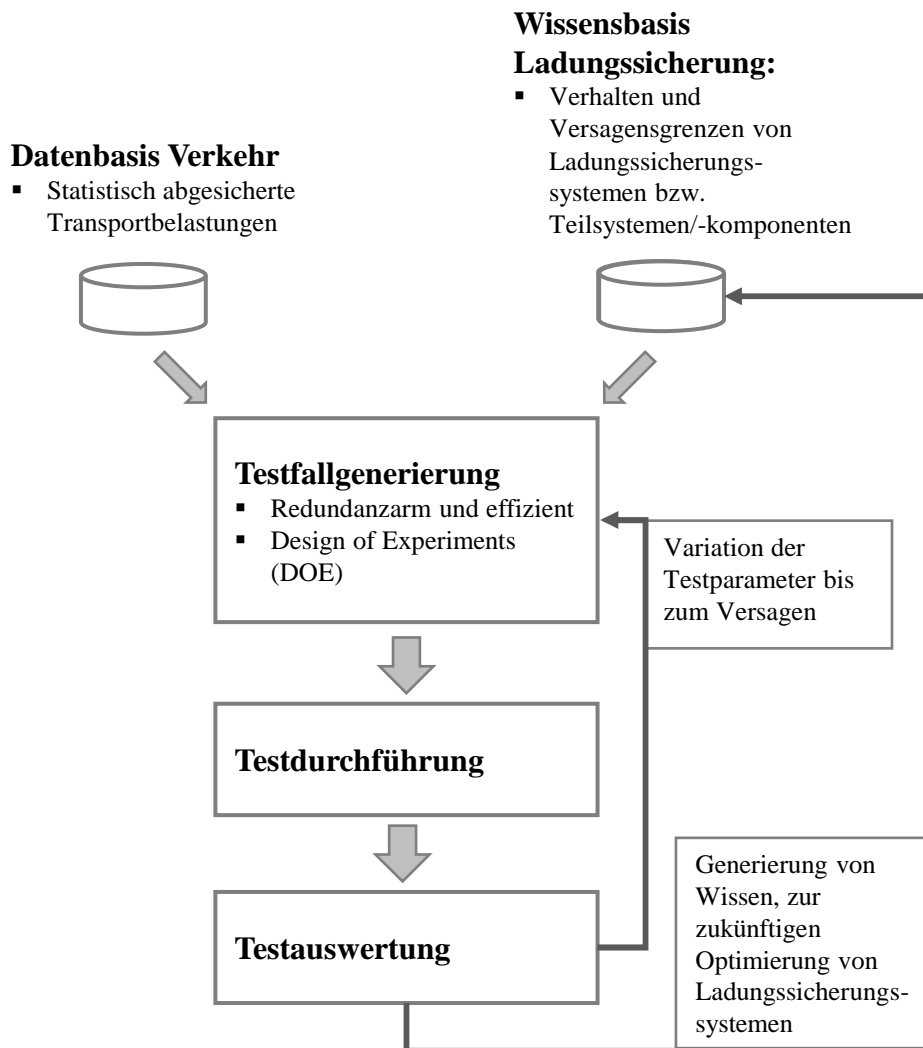 Wissensbasis
Ladungssicherung:
▪ Verhalten und
Versagensgrenzen von
Ladungssicherungs-
systemen bzw.
Teilsystemen/-komponenten
Datenbasis Verkehr
▪ Statistisch abgesicherte
Transportbelastungen
Testfallgenerierung
▪ Redundanzarm und effizient
▪ Design of Experiments
(DOE)
Variation der
Testparameter bis
zum Versagen
Testdurchführung
Generierung von
Wissen, zur
zukünftigen
Optimierung von
Ladungssicherungs-
systemen
Testauswertung